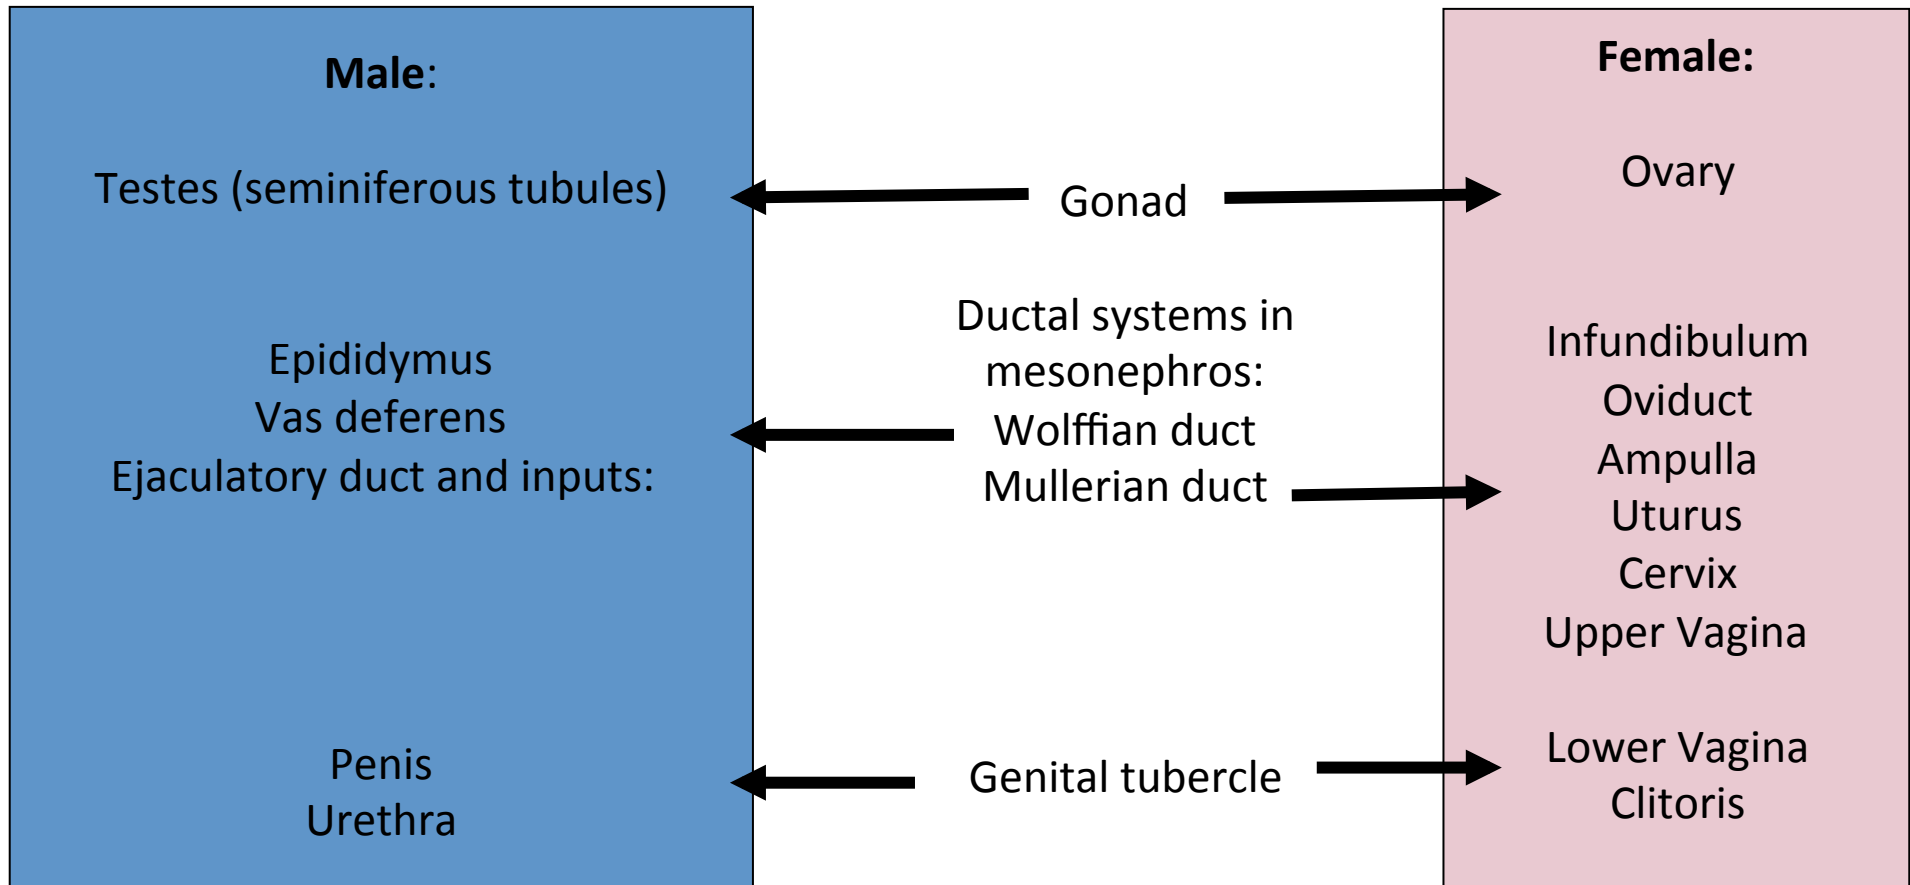 Male:
Testes (seminiferous tubules)
Epididymus
Vas deferens
Ejaculatory duct and inputs:
Penis
Urethra
Gonad
Ductal systems in
mesonephros:
Wolffian duct
Mullerian duct
Genital tubercle
Female:
Ovary
Infundibulum
Oviduct
Ampulla
Uturus
Cervix
Upper Vagina
Lower Vagina
Clitoris